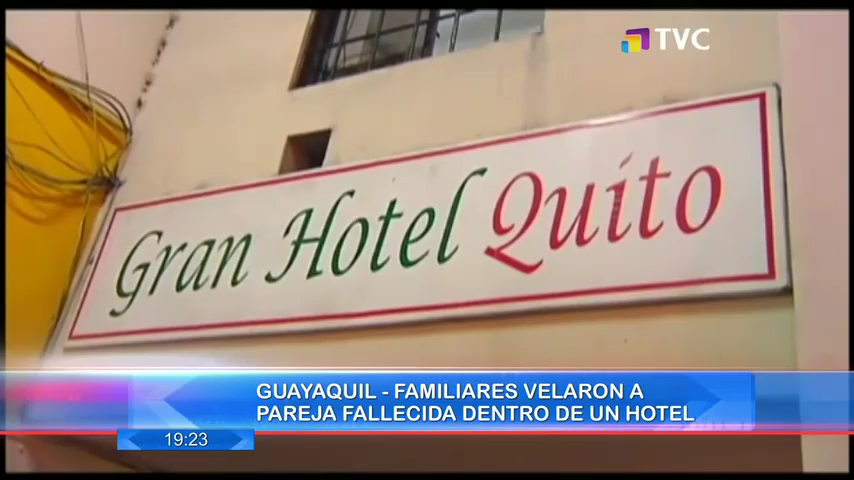 TVC
Gran Hotel Quito
GUAYAQUIL - FAMILIARES VELARON A
PAREJA FALLECIDA DENTRO DE UN HOTEL
19:23